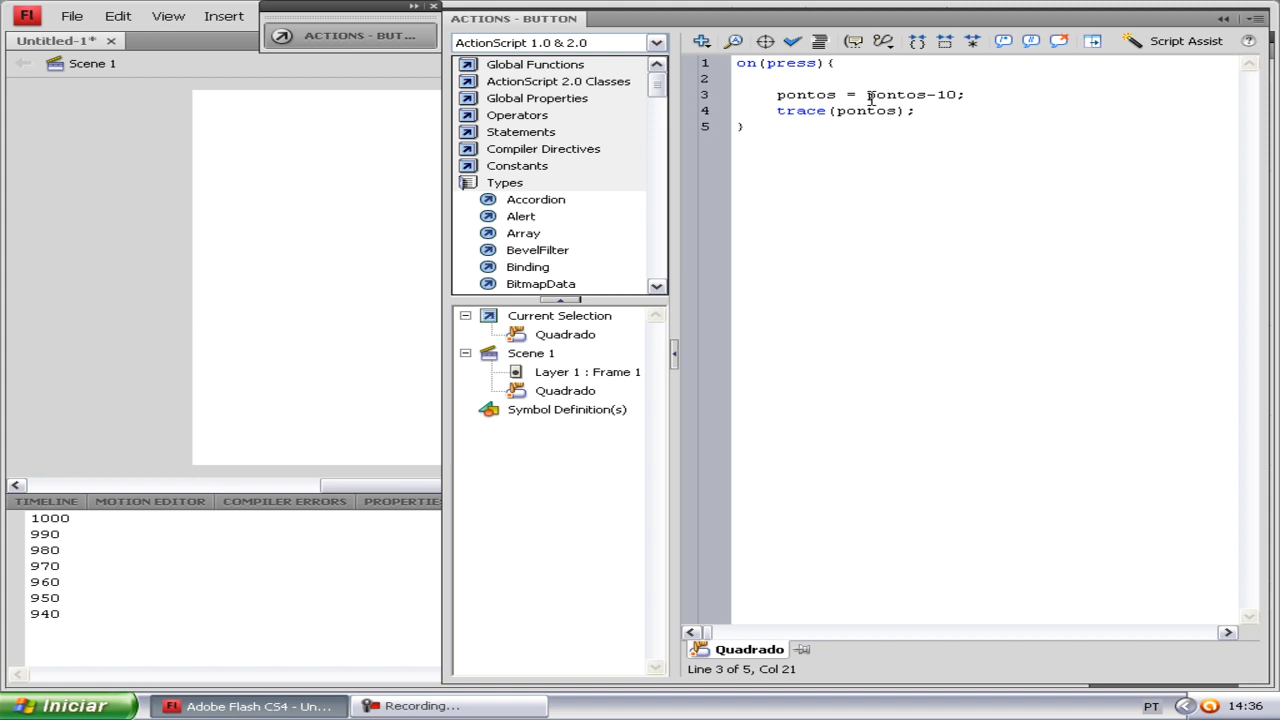 Fl File Edit View Insert
ACTIONS - BUT...
ACTIONS - BUTTON
Untitled-1* ×
ActionScript 1.0 & 2.0
Script Assist
Scene 1
Global Functions
ActionScript 2.0 Classes
Global Properties
Operators
Statements
Compiler Directives
Constants
Types
Accordion
Alert
Array
BevelFilter
Binding
BitmapData
Current Selection
Quadrado
Scene 1
Layer 1 : Frame 1
Quadrado
Symbol Definition(s)
1 on(press){
2
3 pontos = pontos-10;
4 trace(pontos);
5 }
TIMELINE MOTION EDITOR COMPILER ERRORS PROPERTIE
1000
990
980
970
960
950
940
Quadrado
Line 3 of 5, Col 21
Iniciar
Fl Adobe Flash CS4 - Un...
Recording...
PT
14:36